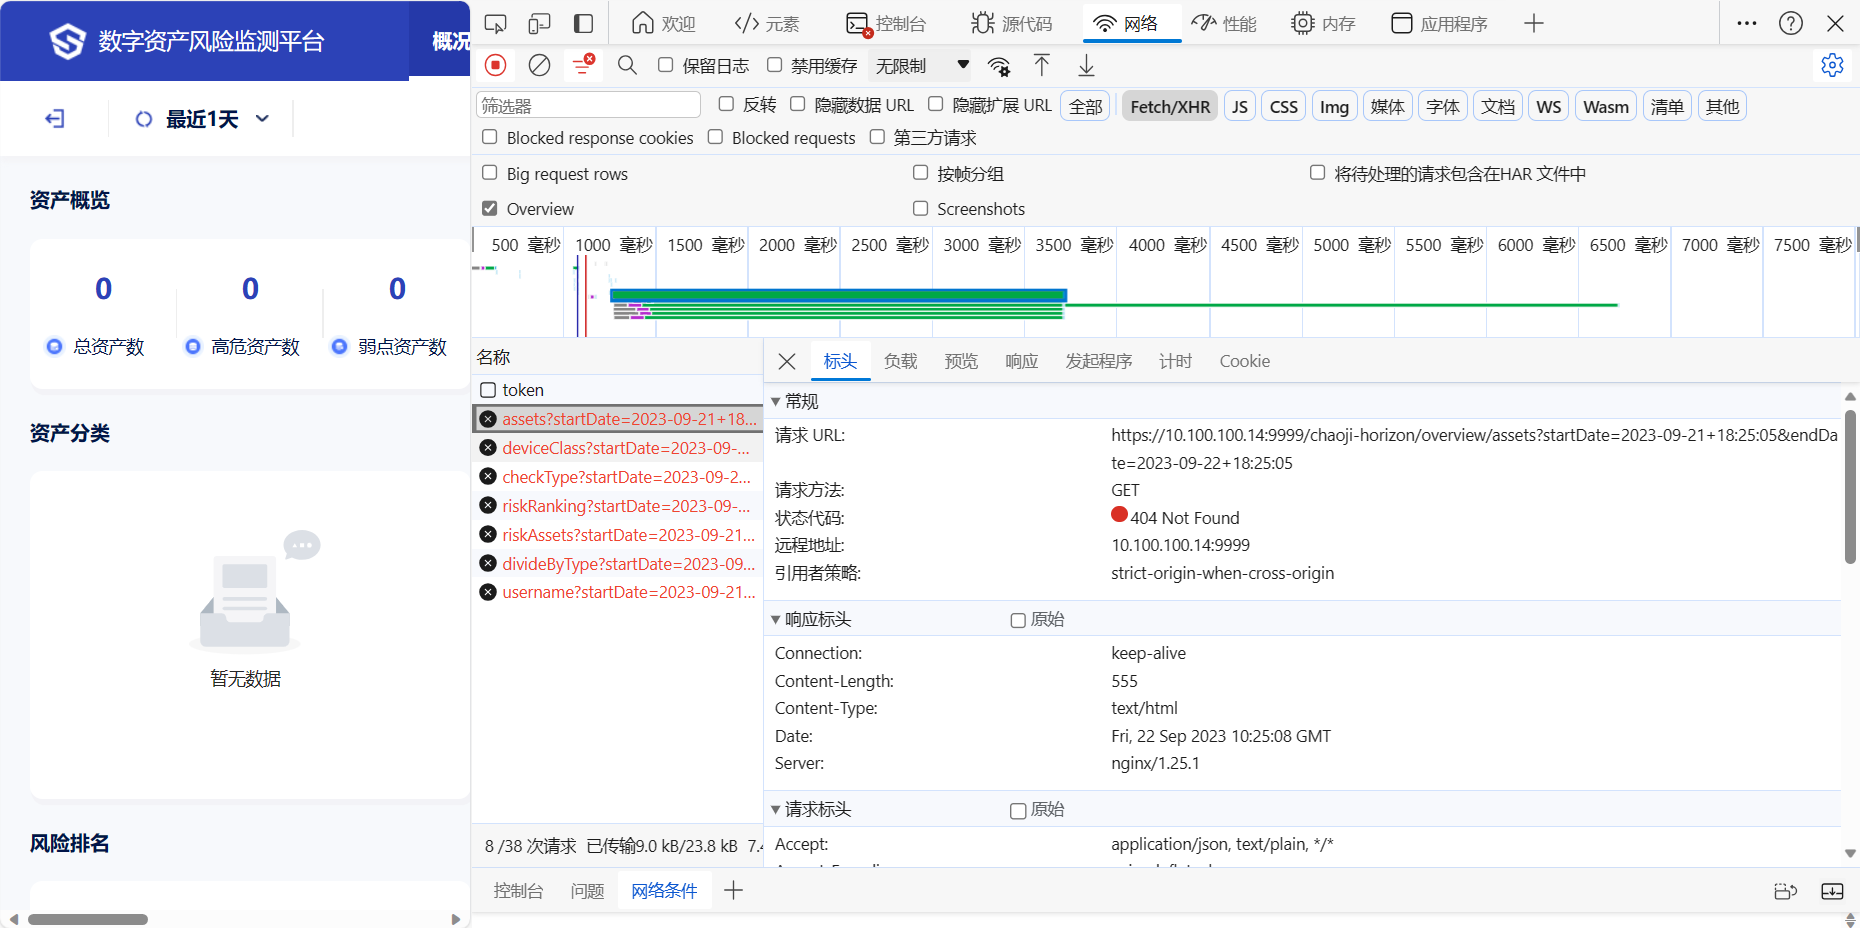 数字资产风险监测平台
概况
最近1天
资产概览
0
0
0
总资产数
高危资产数
弱点资产数
资产分类
暂无数据
风险排名
欢迎
元素
控制台
源代码
网络
性能
内存
应用程序
保留日志
禁用缓存
无限制
筛选器
反转
隐藏数据 URL
隐藏扩展 URL
全部
Fetch/XHR
JS
CSS
Img
媒体
字体
文档
WS
Wasm
清单
其他
Blocked response cookies
Blocked requests
第三方请求
Big request rows
按帧分组
将待处理的请求包含在HAR 文件中
Overview
Screenshots
500 毫秒
1000 毫秒
1500 毫秒
2000 毫秒
2500 毫秒
3000 毫秒
3500 毫秒
4000 毫秒
4500 毫秒
5000 毫秒
5500 毫秒
6000 毫秒
6500 毫秒
7000 毫秒
7500 毫秒
名称
token
assets?startDate=2023-09-21+18...
deviceClass?startDate=2023-09-...
checkType?startDate=2023-09-2...
riskRanking?startDate=2023-09-...
riskAssets?startDate=2023-09-21...
divideByType?startDate=2023-09...
username?startDate=2023-09-21...
8 /38 次请求 已传输9.0 kB/23.8 kB 7.4
标头
负载
预览
响应
发起程序
计时
Cookie
常规
请求 URL:
https://10.100.100.14:9999/chaoji-horizon/overview/assets?startDate=2023-09-21+18:25:05&endDa
te=2023-09-22+18:25:05
请求方法:
GET
状态代码:
404 Not Found
远程地址:
10.100.100.14:9999
引用者策略:
strict-origin-when-cross-origin
响应标头
原始
Connection:
keep-alive
Content-Length:
555
Content-Type:
text/html
Date:
Fri, 22 Sep 2023 10:25:08 GMT
Server:
nginx/1.25.1
请求标头
原始
Accept:
application/json, text/plain, */*
控制台
问题
网络条件